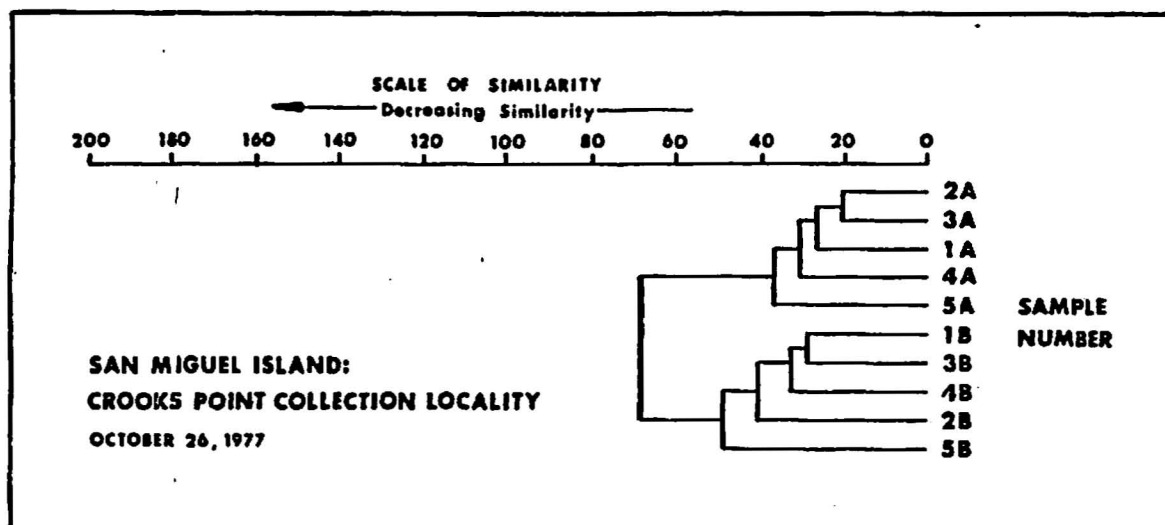 SCALE OF SIMILARITY
Decreasing Similarity
200 180 160 140 120 100 80 60 40 20 0
2A
3A
1A
4A
5A
1B
3B
4B
2B
5B
SAMPLE
NUMBER
SAN MIGUEL ISLAND:
CROOKS POINT COLLECTION LOCALITY
OCTOBER 26, 1977